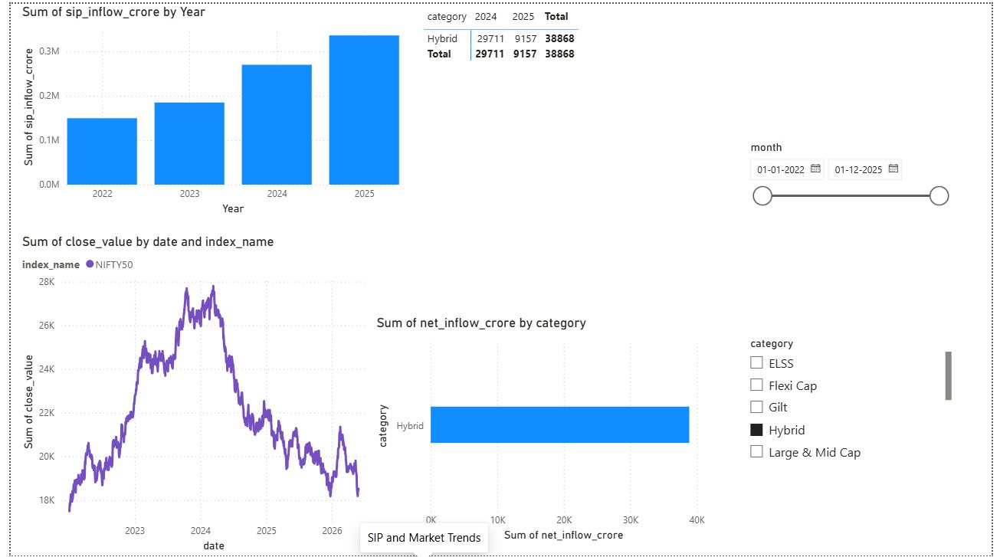 Sum of sip_inflow_crore by Year
Sum of sip_inflow_crore
0.3M
0.2M
0.1M
0.0M
2022 2023 2024 2025
Year
category 2024 2025 Total
Hybrid 29711 9157 38868
Total 29711 9157 38868
month
01-01-2022 01-12-2025
Sum of close_value by date and index_name
index_name NIFTY50
Sum of close_value
28K
26K
24K
22K
20K
18K
2023 2024 2025 2026
date
Sum of net_inflow_crore by category
category
Hybrid
0K 10K 20K 30K 40K
Sum of net_inflow_crore
category
ELSS
Flexi Cap
Gilt
Hybrid
Large & Mid Cap
SIP and Market Trends